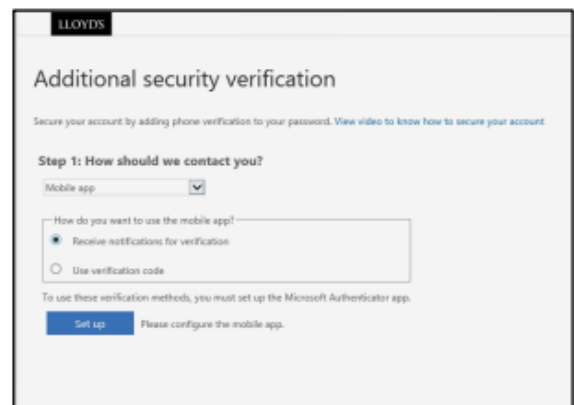 LLOYD'S
Additional security verification
Secure your account by adding phone verification to your password. View video to know how to secure your account
Step 1: How should we contact you?
Mobile app
How do you want to use the mobile app?
Receive notifications for verification
Use verification code
To use these verification methods, you must set up the Microsoft Authenticator app.
Set up Please configure the mobile app.